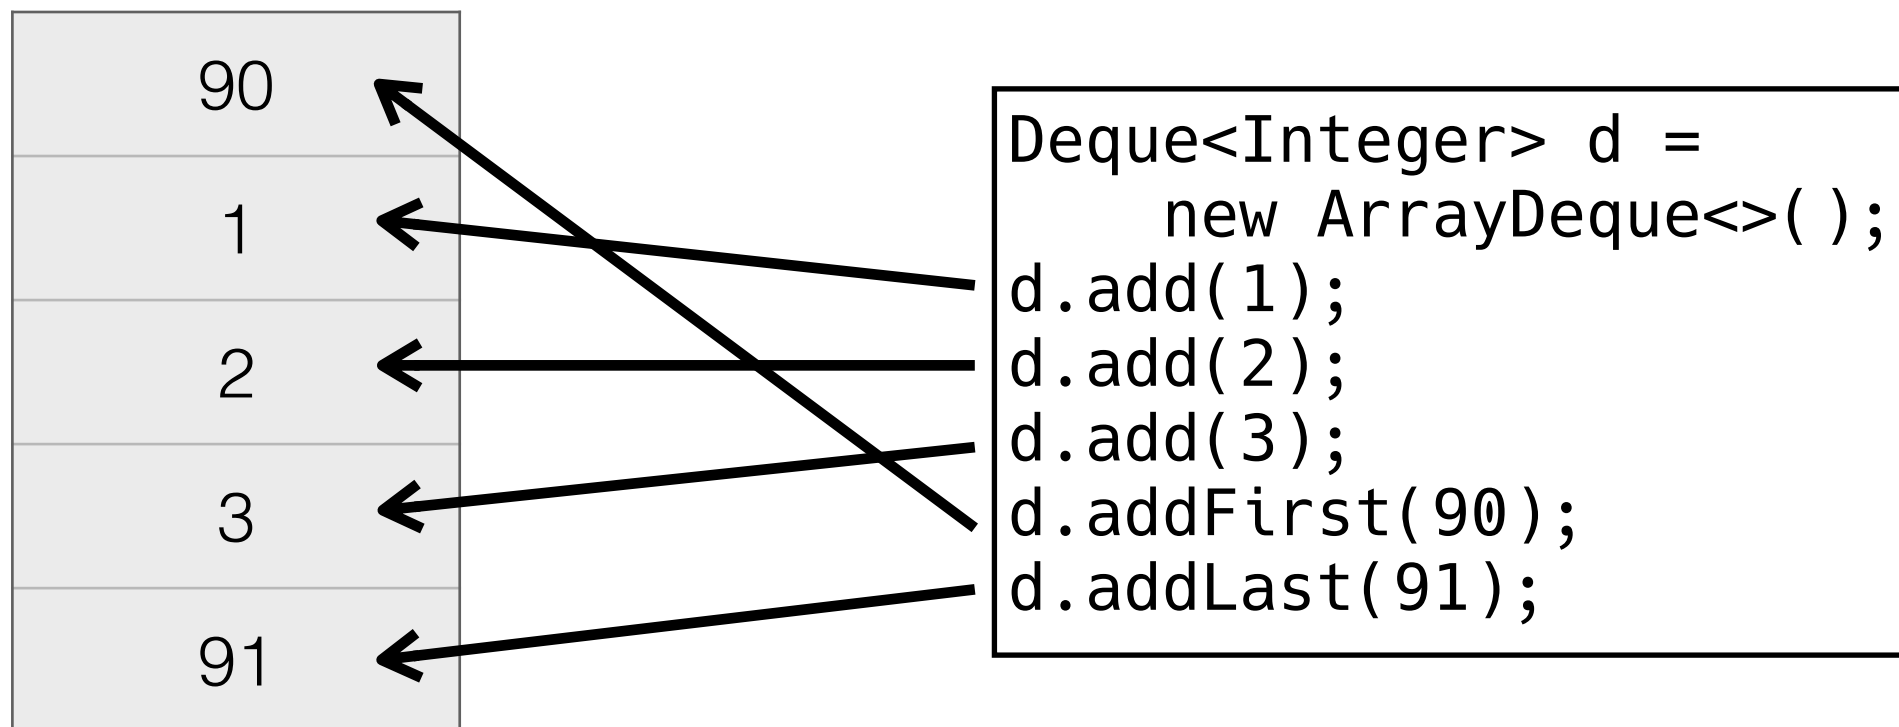 90
1
2
3
91
Deque<Integer> d =
    new ArrayDeque<>();
d.add(1);
d.add(2);
d.add(3);
d.addFirst(90);
d.addLast(91);